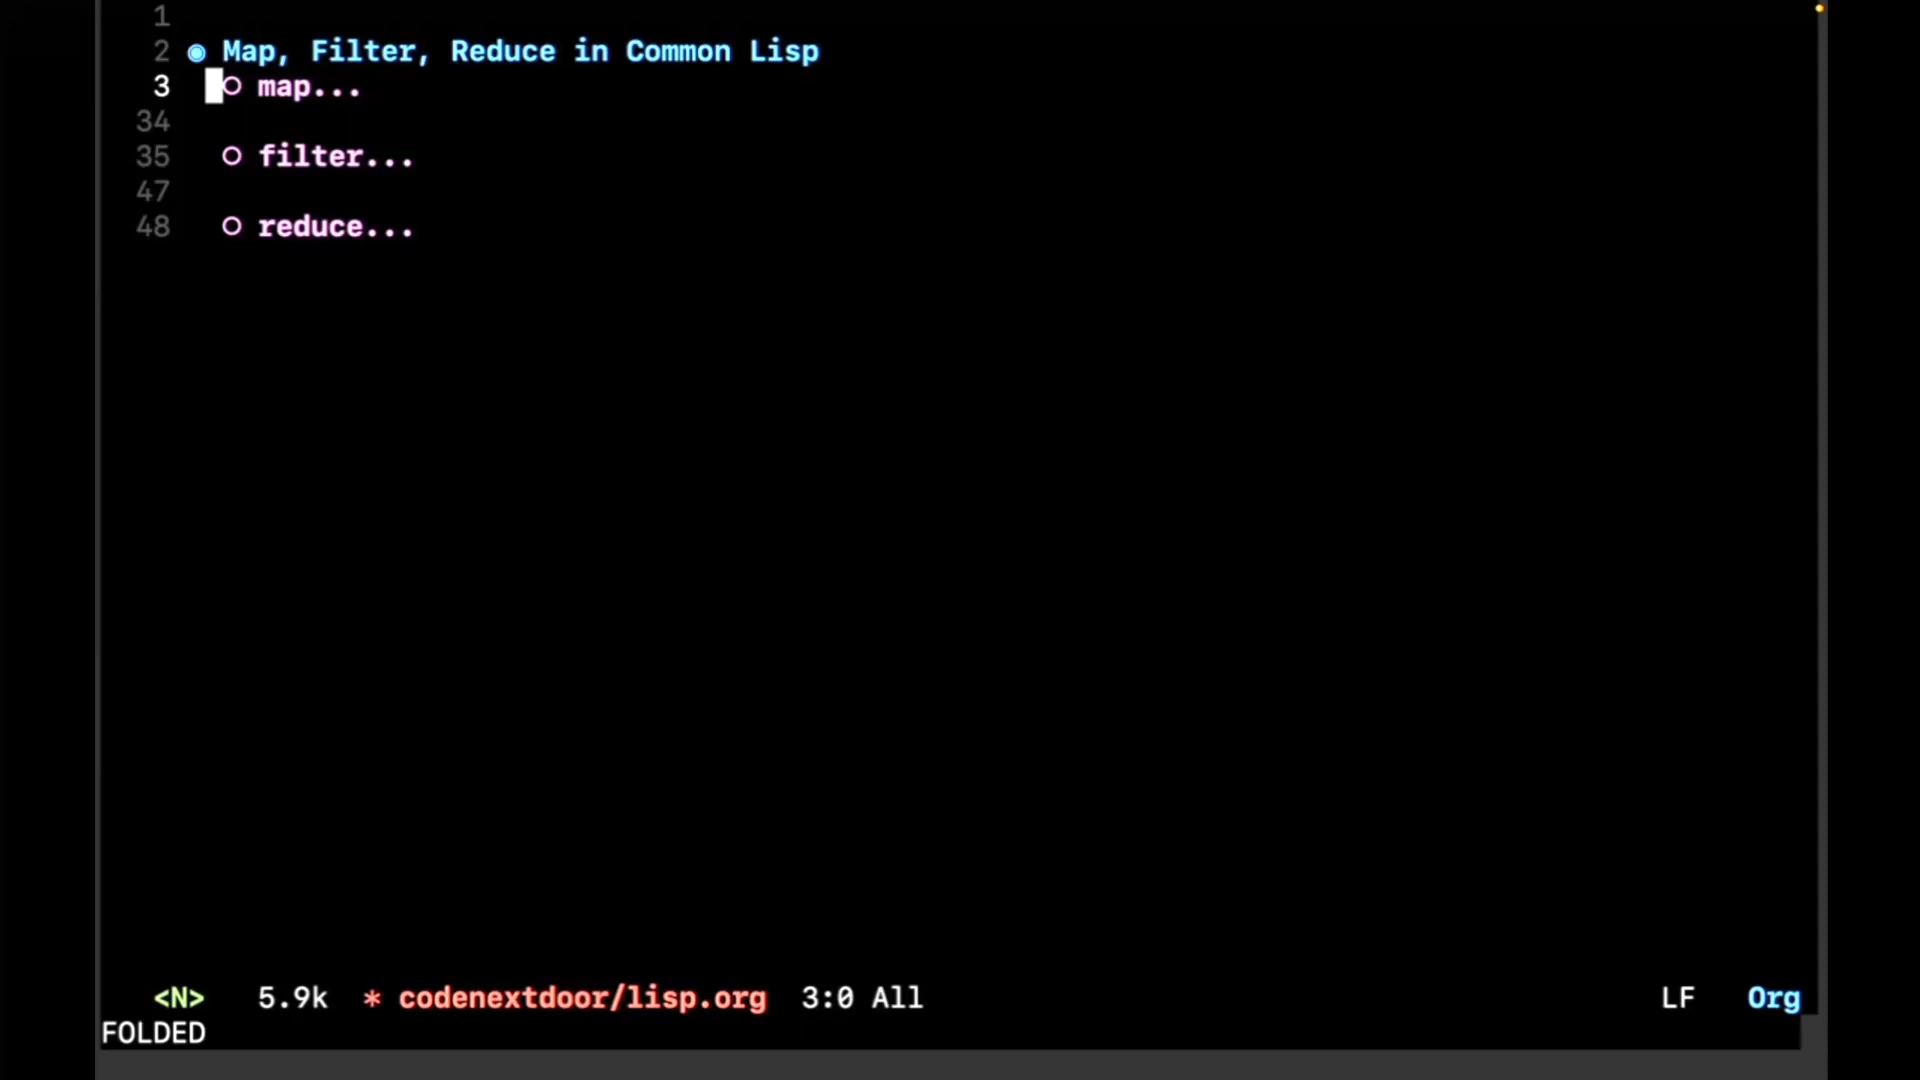 1
2 ◉ Map, Filter, Reduce in Common Lisp
3 ○ map...
34
35 ○ filter...
47
48 ○ reduce...
<N> 5.9k * codenextdoor/lisp.org 3:0 All LF Org
FOLDED